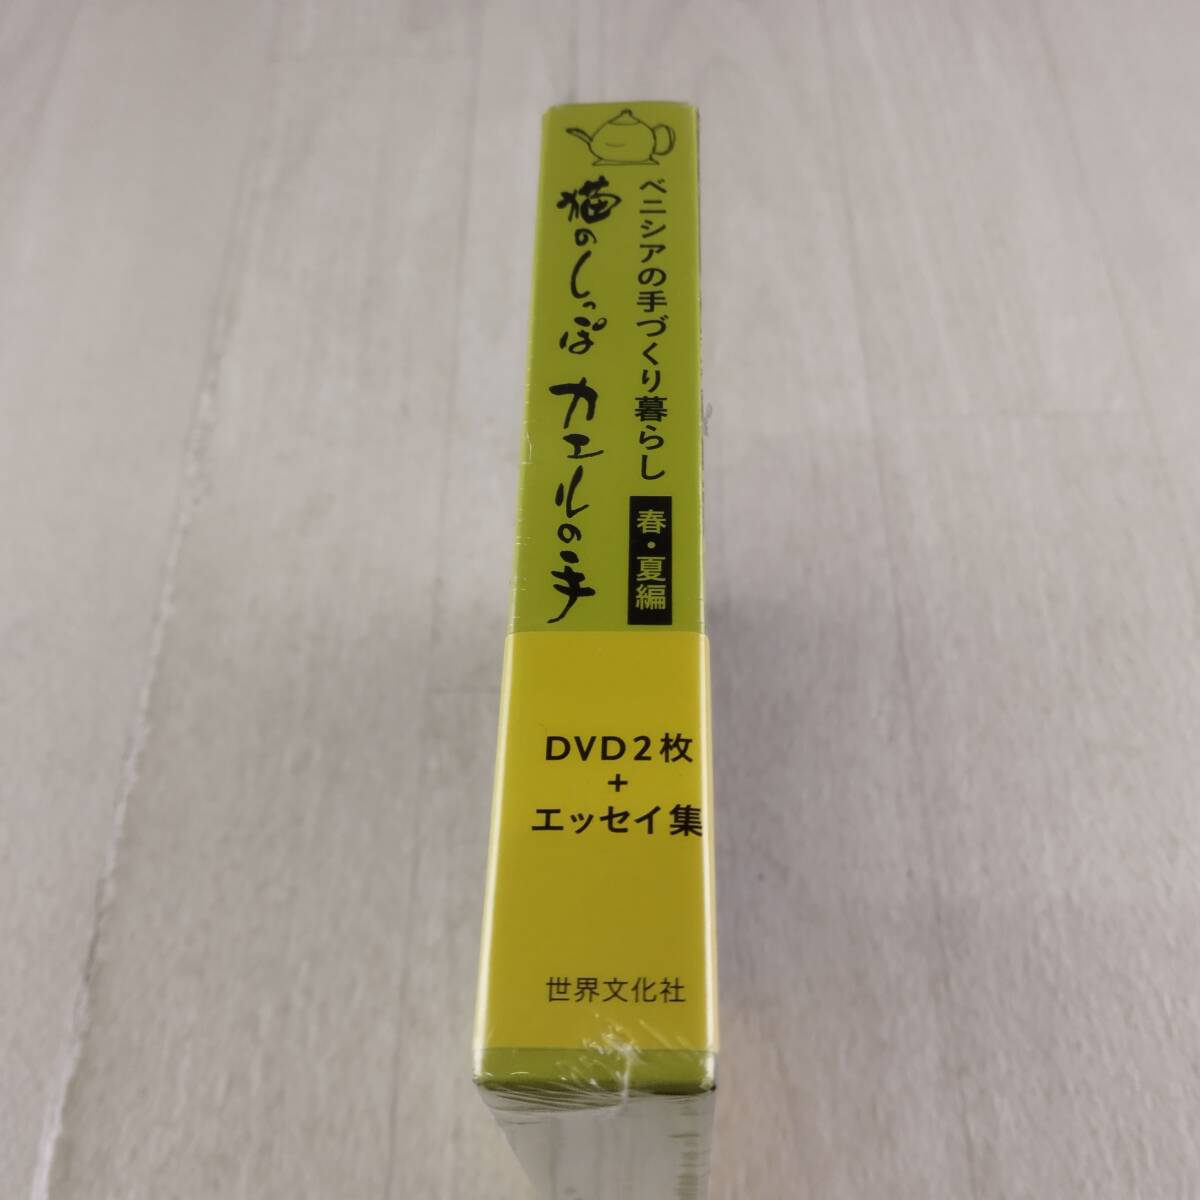 ベニシアの手づくり暮らし
春・夏編
猫のしっぽ カエルの手
DVD2枚
+
エッセイ集
世界文化社